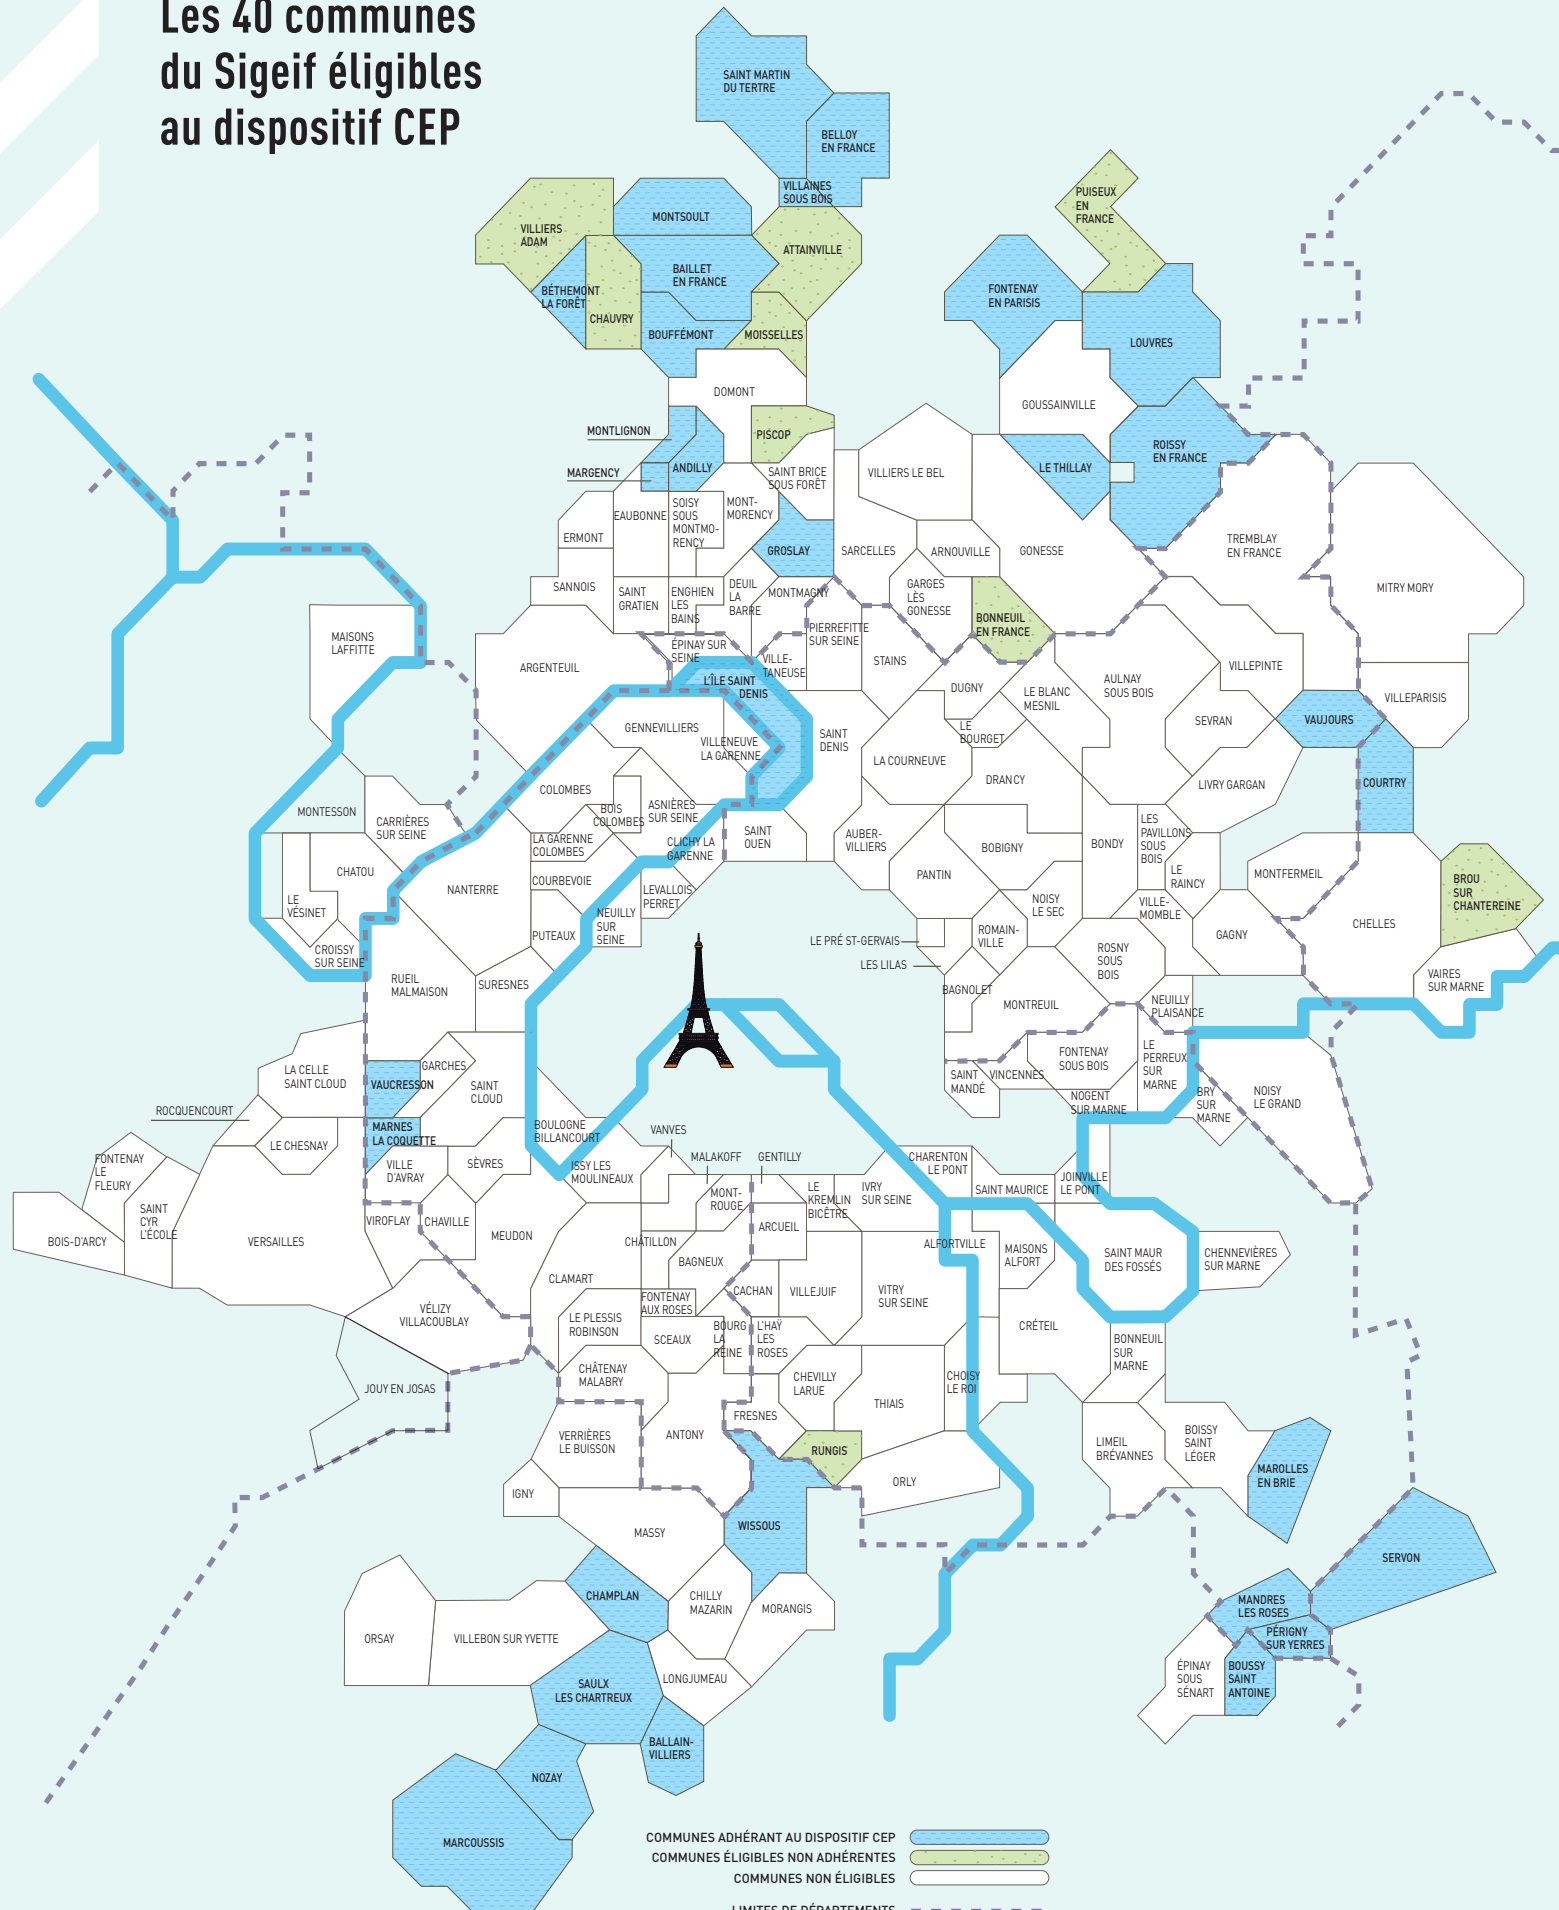 Les 40 communes
du Sigeif éligibles
au dispositif CEP
SAINT MARTIN
DU TERTRE
BELLOY
EN FRANCE
VILLAINES
SOUS BOIS
PUISEUX
EN
FRANCE
MONTSOULT
VILLIERS
ADAM
ATTAINVILLE
BAILLET
EN FRANCE
BÉTHEMONT
LA FORÊT
FONTENAY
EN PARISIS
CHAUVRY
BOUFFÉMONT
MOISSELLES
LOUVRES
DOMONT
GOUSSAINVILLE
MONTLIGNON
PISCOP
ROISSY
EN FRANCE
MARGENCY
ANDILLY
SAINT BRICE
SOUS FORÊT
VILLIERS LE BEL
LE THILLAY
EAUBONNE
SOISY
SOUS
MONTMO-
RENCY
MONT-
MORENCY
ERMONT
GROSLAY
SARCELLES
ARNOUVILLE
GONESSE
TREMBLAY
EN FRANCE
SANNOIS
SAINT
GRATIEN
ENGHIEN
LES
BAINS
DEUIL
LA
BARRE
MONTMAGNY
GARGES
LÈS
GONESSE
MITRY MORY
BONNEUIL
EN FRANCE
MAISONS
LAFFITTE
PIERREFITTE
SUR SEINE
ÉPINAY SUR
SEINE
VILLE-
TANEUSE
STAINS
ARGENTEUIL
VILLEPINTE
L'ÎLE SAINT
DENIS
DUGNY
LE BLANC
MESNIL
AULNAY
SOUS BOIS
VILLEPARISIS
GENNEVILLIERS
SEVRAN
VAUJOURS
VILLENEUVE
LA GARENNE
SAINT
DENIS
LE
BOURGET
LA COURNEUVE
DRANCY
LIVRY GARGAN
COURTRY
COLOMBES
MONTESSON
CARRIÈRES
SUR SEINE
BOIS
COLOMBES
ASNIÈRES
SUR SEINE
LA GARENNE
COLOMBES
CLICHY LA
GARENNE
SAINT
OUEN
AUBER-
VILLIERS
BOBIGNY
BONDY
LES
PAVILLONS
SOUS
BOIS
CHATOU
COURBEVOIE
NANTERRE
LEVALLOIS
PERRET
PANTIN
LE
RAINCY
MONTFERMEIL
BROU
SUR
CHANTEREINE
LE
VÉSINET
NEUILLY
SUR
SEINE
NOISY
LE SEC
VILLE-
MOMBLE
CHELLES
PUTEAUX
LE PRÉ ST-GERVAIS
ROMAIN-
VILLE
GAGNY
CROISSY
SUR SEINE
ROSNY
SOUS
BOIS
LES LILAS
RUEIL
MALMAISON
SURESNES
BAGNOLET
MONTREUIL
NEUILLY
PLAISANCE
VAIRES
SUR MARNE
LA CELLE
SAINT CLOUD
GARCHES
VAUCRESSON
SAINT
CLOUD
SAINT
MANDÉ
VINCENNES
FONTENAY
SOUS BOIS
LE
PERREUX
SUR
MARNE
NOGENT
SUR MARNE
BRY
SUR
MARNE
NOISY
LE GRAND
ROCQUENCOURT
MARNES
LA COQUETTE
BOULOGNE
BILLANCOURT
VANVES
LE CHESNAY
FONTENAY
LE
FLEURY
VILLE
D'AVRAY
SÈVRES
ISSY LES
MOULINEAUX
MALAKOFF
GENTILLY
CHARENTON
LE PONT
JOINVILLE
LE PONT
SAINT MAURICE
MONT-
ROUGE
LE
KREMLIN
BICÊTRE
IVRY
SUR SEINE
SAINT
CYR
L'ÉCOLE
VIROFLAY
CHAVILLE
ARCUEIL
BOIS-D'ARCY
VERSAILLES
MEUDON
CHÂTILLON
ALFORTVILLE
MAISONS
ALFORT
SAINT MAUR
DES FOSSÉS
CHENNEVIÈRES
SUR MARNE
BAGNEUX
CLAMART
CACHAN
VILLEJUIF
VITRY
SUR SEINE
FONTENAY
AUX ROSES
VÉLIZY
VILLACOUBLAY
LE PLESSIS
ROBINSON
SCEAUX
BOURG
LA
REINE
L'HAŸ
LES
ROSES
CRÉTEIL
BONNEUIL
SUR
MARNE
CHÂTENAY
MALABRY
CHEVILLY
LARUE
CHOISY
LE ROI
JOUY EN JOSAS
THIAIS
FRESNES
VERRIÈRES
LE BUISSON
ANTONY
RUNGIS
LIMEIL
BRÉVANNES
BOISSY
SAINT
LÉGER
MAROLLES
EN BRIE
ORLY
IGNY
MASSY
WISSOUS
SERVON
CHAMPLAN
CHILLY
MAZARIN
MORANGIS
MANDRES
LES ROSES
ORSAY
VILLEBON SUR YVETTE
PÉRIGNY
SUR YERRES
ÉPINAY
SOUS
SÉNART
BOUSSY
SAINT
ANTOINE
LONGJUMEAU
SAULX
LES CHARTREUX
BALLAIN-
VILLIERS
NOZAY
MARCOUSSIS
COMMUNES ADHÉRANT AU DISPOSITIF CEP
COMMUNES ÉLIGIBLES NON ADHÉRENTES
COMMUNES NON ÉLIGIBLES
LIMITES DE DÉPARTEMENTS